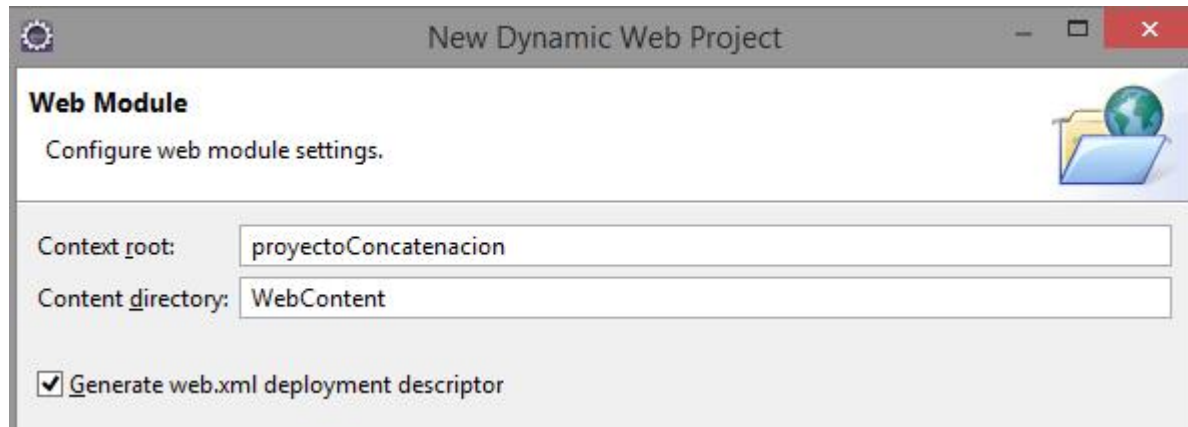 New Dynamic Web Project
Web Module
Configure web module settings.
Context root: proyectoConcatenacion
Content directory: WebContent
Generate web.xml deployment descriptor